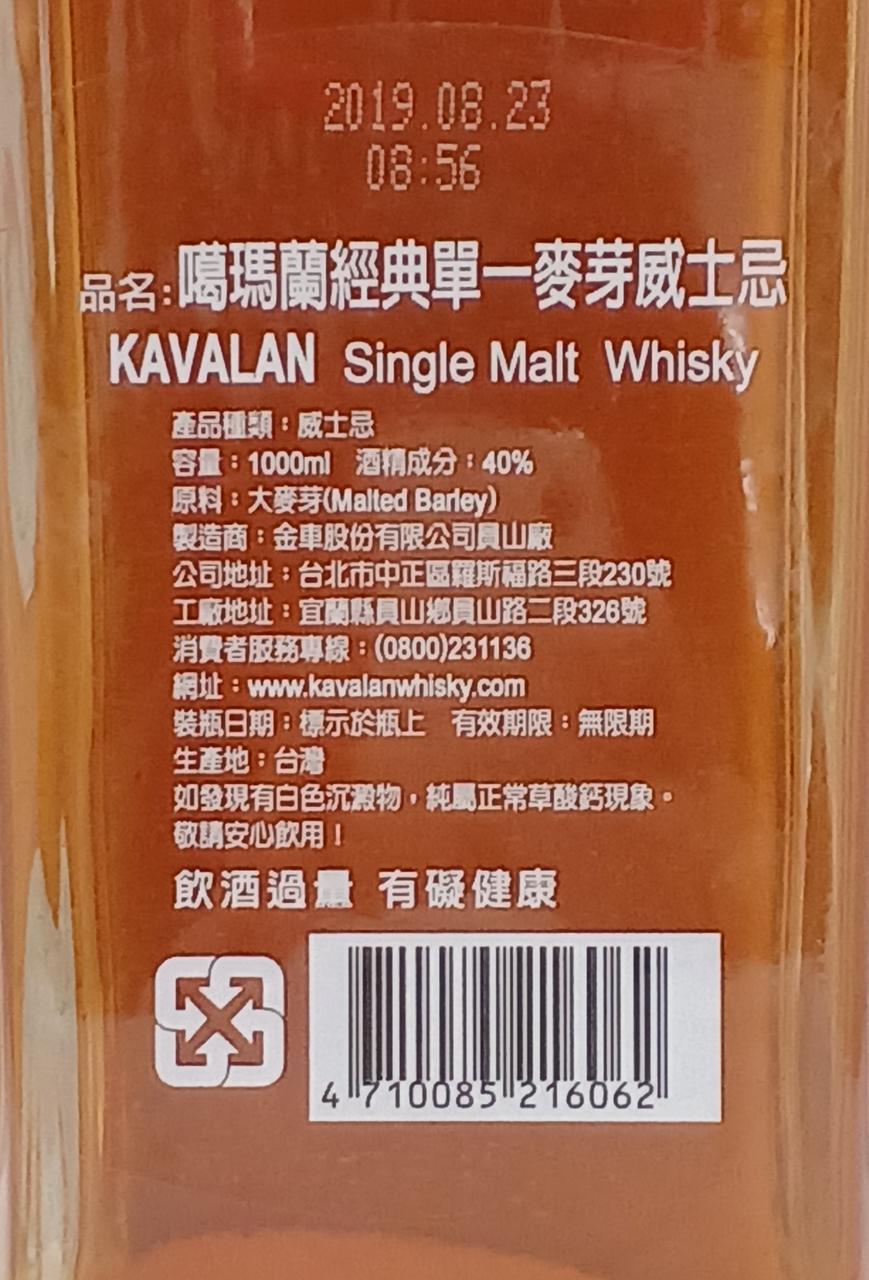 2019.08.23
08:56
品名:噶瑪蘭經典單一麥芽威士忌
KAVALAN Single Malt Whisky
產品種類：威士忌
容量：1000ml 酒精成分：40%
原料：大麥芽(Malted Barley)
製造商：金車股份有限公司員山廠
公司地址：台北市中正區羅斯福路三段230號
工廠地址：宜蘭縣員山鄉員山路二段326號
消費者服務專線：(0800)231136
網址：www.kavalanwhisky.com
裝瓶日期：標示於瓶上 有效期限：無限期
生產地：台灣
如發現有白色沉澱物，純屬正常草酸鈣現象。
敬請安心飲用！
飲酒過量 有礙健康
4 710085 216062